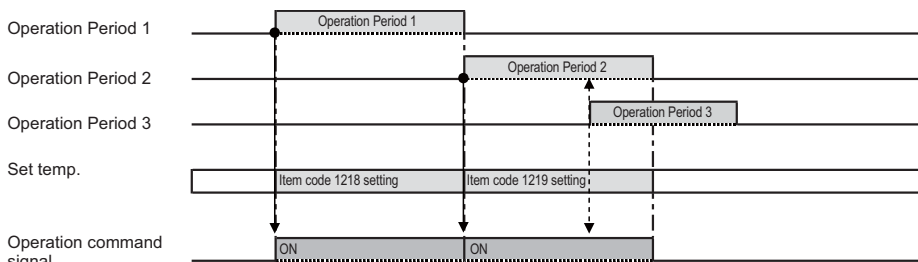 Operation Period 1
Operation Period 1
Operation Period 2
Operation Period 2
Operation Period 3
Operation Period 3
Set temp.
Item code 1218 setting
Item code 1219 setting
Operation command
signal
ON
ON